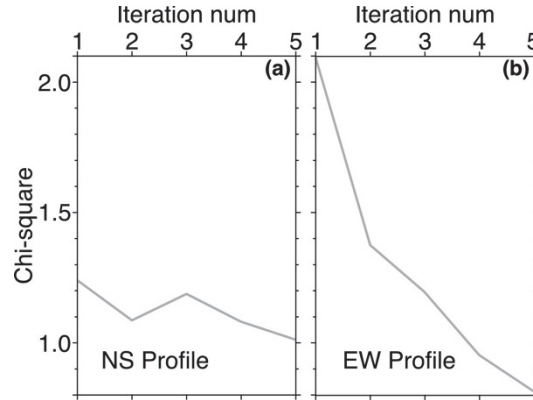 Iteration num Iteration num
1 2 3 4 5 1 2 3 4 5
(a) (b)
2.0
1.5
1.0
Chi-square
NS Profile EW Profile